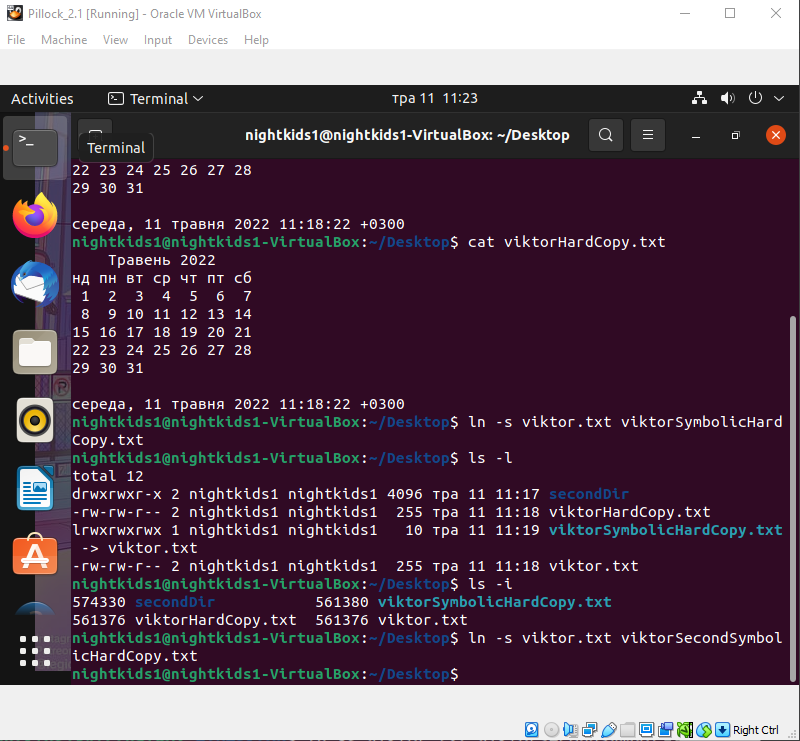 Pillock_2.1 [Running] - Oracle VM VirtualBox
File Machine View Input Devices Help
Activities Terminal тра 11 11:23
nightkids1@nightkids1-VirtualBox: ~/Desktop
Terminal
22 23 24 25 26 27 28
29 30 31
середа, 11 травня 2022 11:18:22 +0300
nightkids1@nightkids1-VirtualBox:~/Desktop$ cat viktorHardCopy.txt
Травень 2022
нд пн вт ср чт пт сб
1 2 3 4 5 6 7
8 9 10 11 12 13 14
15 16 17 18 19 20 21
22 23 24 25 26 27 28
29 30 31
середа, 11 травня 2022 11:18:22 +0300
nightkids1@nightkids1-VirtualBox:~/Desktop$ ln -s viktor.txt viktorSymbolicHard
Copy.txt
nightkids1@nightkids1-VirtualBox:~/Desktop$ ls -l
total 12
drwxrwxr-x 2 nightkids1 nightkids1 4096 тра 11 11:17 secondDir
-rw-rw-r-- 2 nightkids1 nightkids1 255 тра 11 11:18 viktorHardCopy.txt
lrwxrwxrwx 1 nightkids1 nightkids1 10 тра 11 11:19 viktorSymbolicHardCopy.txt
-> viktor.txt
-rw-rw-r-- 2 nightkids1 nightkids1 255 тра 11 11:18 viktor.txt
nightkids1@nightkids1-VirtualBox:~/Desktop$ ls -i
574330 secondDir 561380 viktorSymbolicHardCopy.txt
561376 viktorHardCopy.txt 561376 viktor.txt
nightkids1@nightkids1-VirtualBox:~/Desktop$ ln -s viktor.txt viktorSecondSymbol
icHardCopy.txt
nightkids1@nightkids1-VirtualBox:~/Desktop$
Right Ctrl